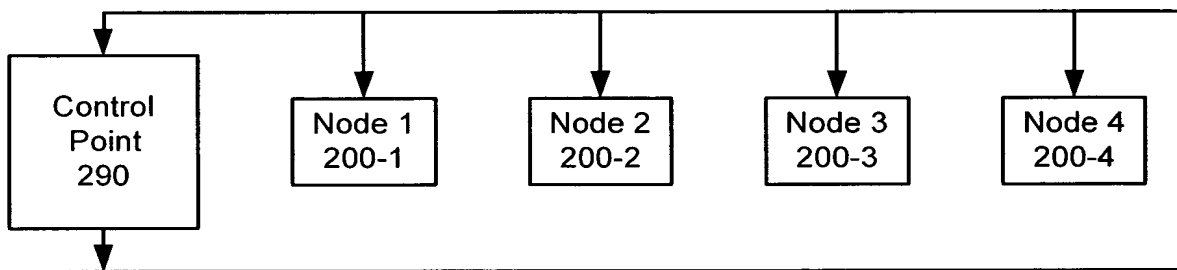 Control
Point
290
Node 1
200-1
Node 2
200-2
Node 3
200-3
Node 4
200-4